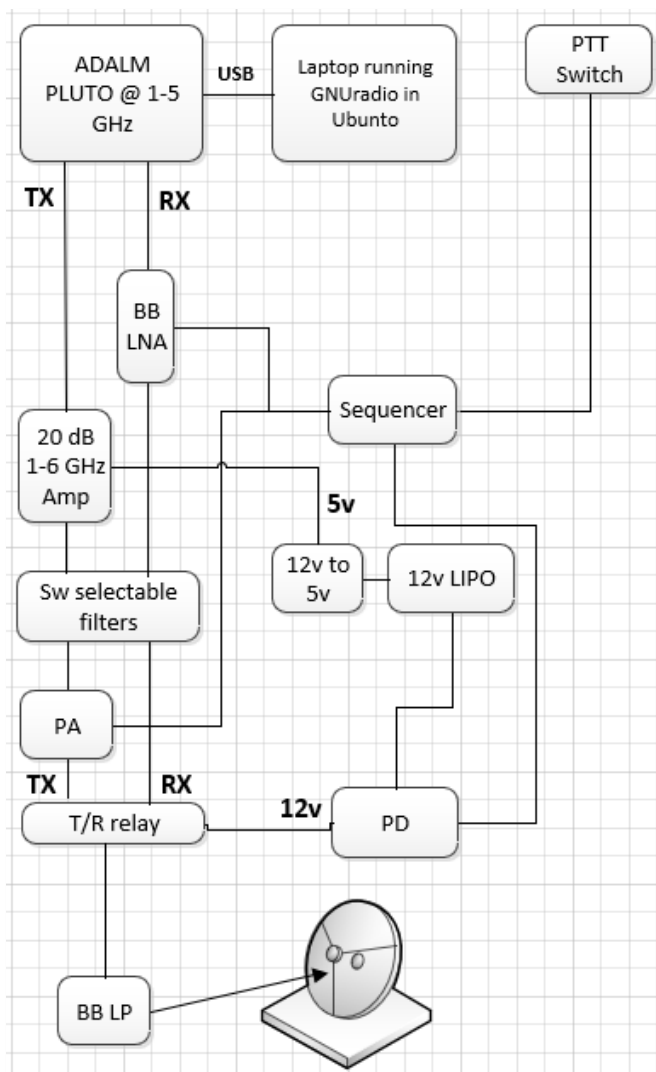 ADALM
PLUTO @ 1-5
GHz
USB
Laptop running
GNUradio in
Ubunto
PTT
Switch
TX
RX
BB
LNA
Sequencer
20 dB
1-6 GHz
Amp
5v
12v to
5v
12v LIPO
Sw selectable
filters
PA
TX
RX
T/R relay
12v
PD
BB LP